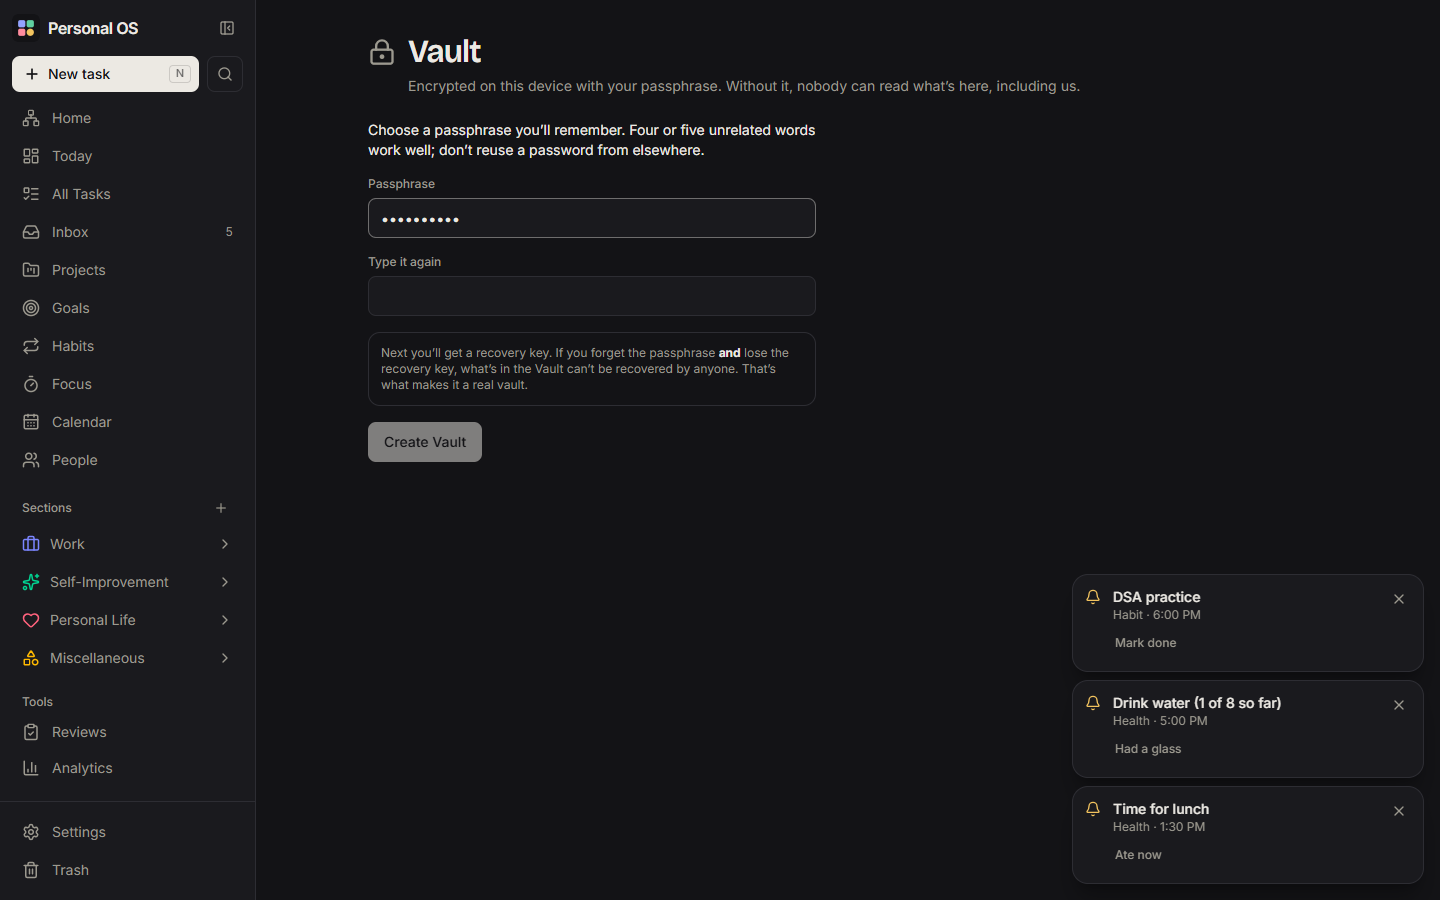 Personal OS
New task
N
Home
Today
All Tasks
Inbox
5
Projects
Goals
Habits
Focus
Calendar
People
Sections
Work
Self-Improvement
Personal Life
Miscellaneous
Tools
Reviews
Analytics
Settings
Trash
Vault
Encrypted on this device with your passphrase. Without it, nobody can read what’s here, including us.
Choose a passphrase you’ll remember. Four or five unrelated words
work well; don’t reuse a password from elsewhere.
Passphrase
••••••••••
Type it again
Next you’ll get a recovery key. If you forget the passphrase and lose the
recovery key, what’s in the Vault can’t be recovered by anyone. That’s
what makes it a real vault.
Create Vault
DSA practice
Habit · 6:00 PM
Mark done
Drink water (1 of 8 so far)
Health · 5:00 PM
Had a glass
Time for lunch
Health · 1:30 PM
Ate now